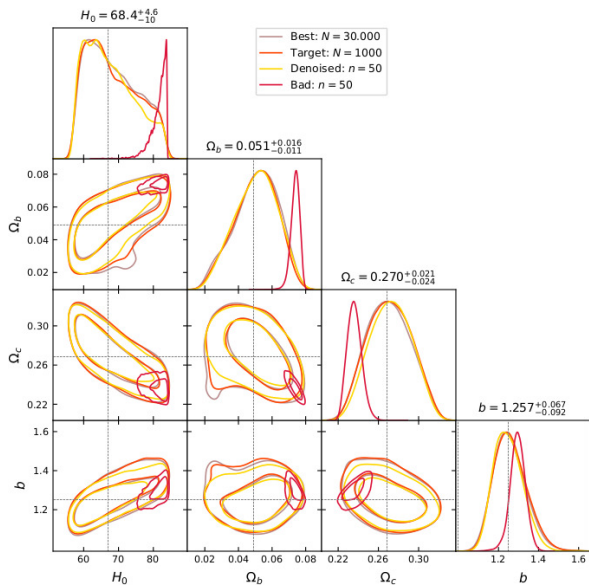 H₀ = 68.4⁺⁴·⁶₋₁₀
Best: N = 30.000
Target: N = 1000
Denoised: n = 50
Bad: n = 50
Ω_b = 0.051^{+0.016}_{-0.011}
0.08
0.06
0.04
0.02
Ω_b
Ω_c = 0.270^{+0.021}_{-0.024}
0.30
0.26
0.22
Ω_c
b = 1.257^{+0.067}_{-0.092}
1.6
1.4
1.2
b
60 70 80
0.02 0.04 0.06 0.08
0.22 0.26 0.30
1.2 1.4 1.6
H₀
Ω_b
Ω_c
b